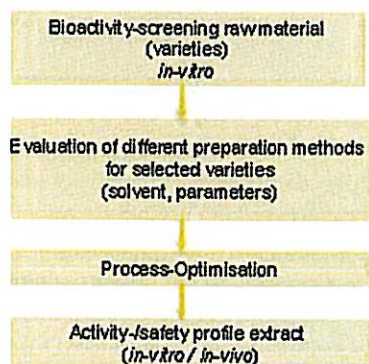 Bioactivity-screening raw material
(varieties)
in-vitro
Evaluation of different preparation methods
for selected varieties
(solvent, parameters)
Process-Optimisation
Activity-/safety profile extract
(in-vitro / in-vivo)